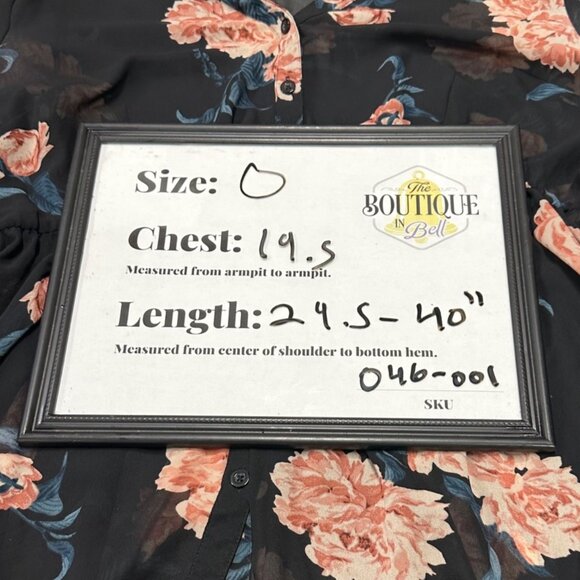 Size: 0
The
BOUTIQUE
IN
Bell
Chest: 19.5
Measured from armpit to armpit.
Length: 29.5-40"
Measured from center of shoulder to bottom hem.
046-001
SKU